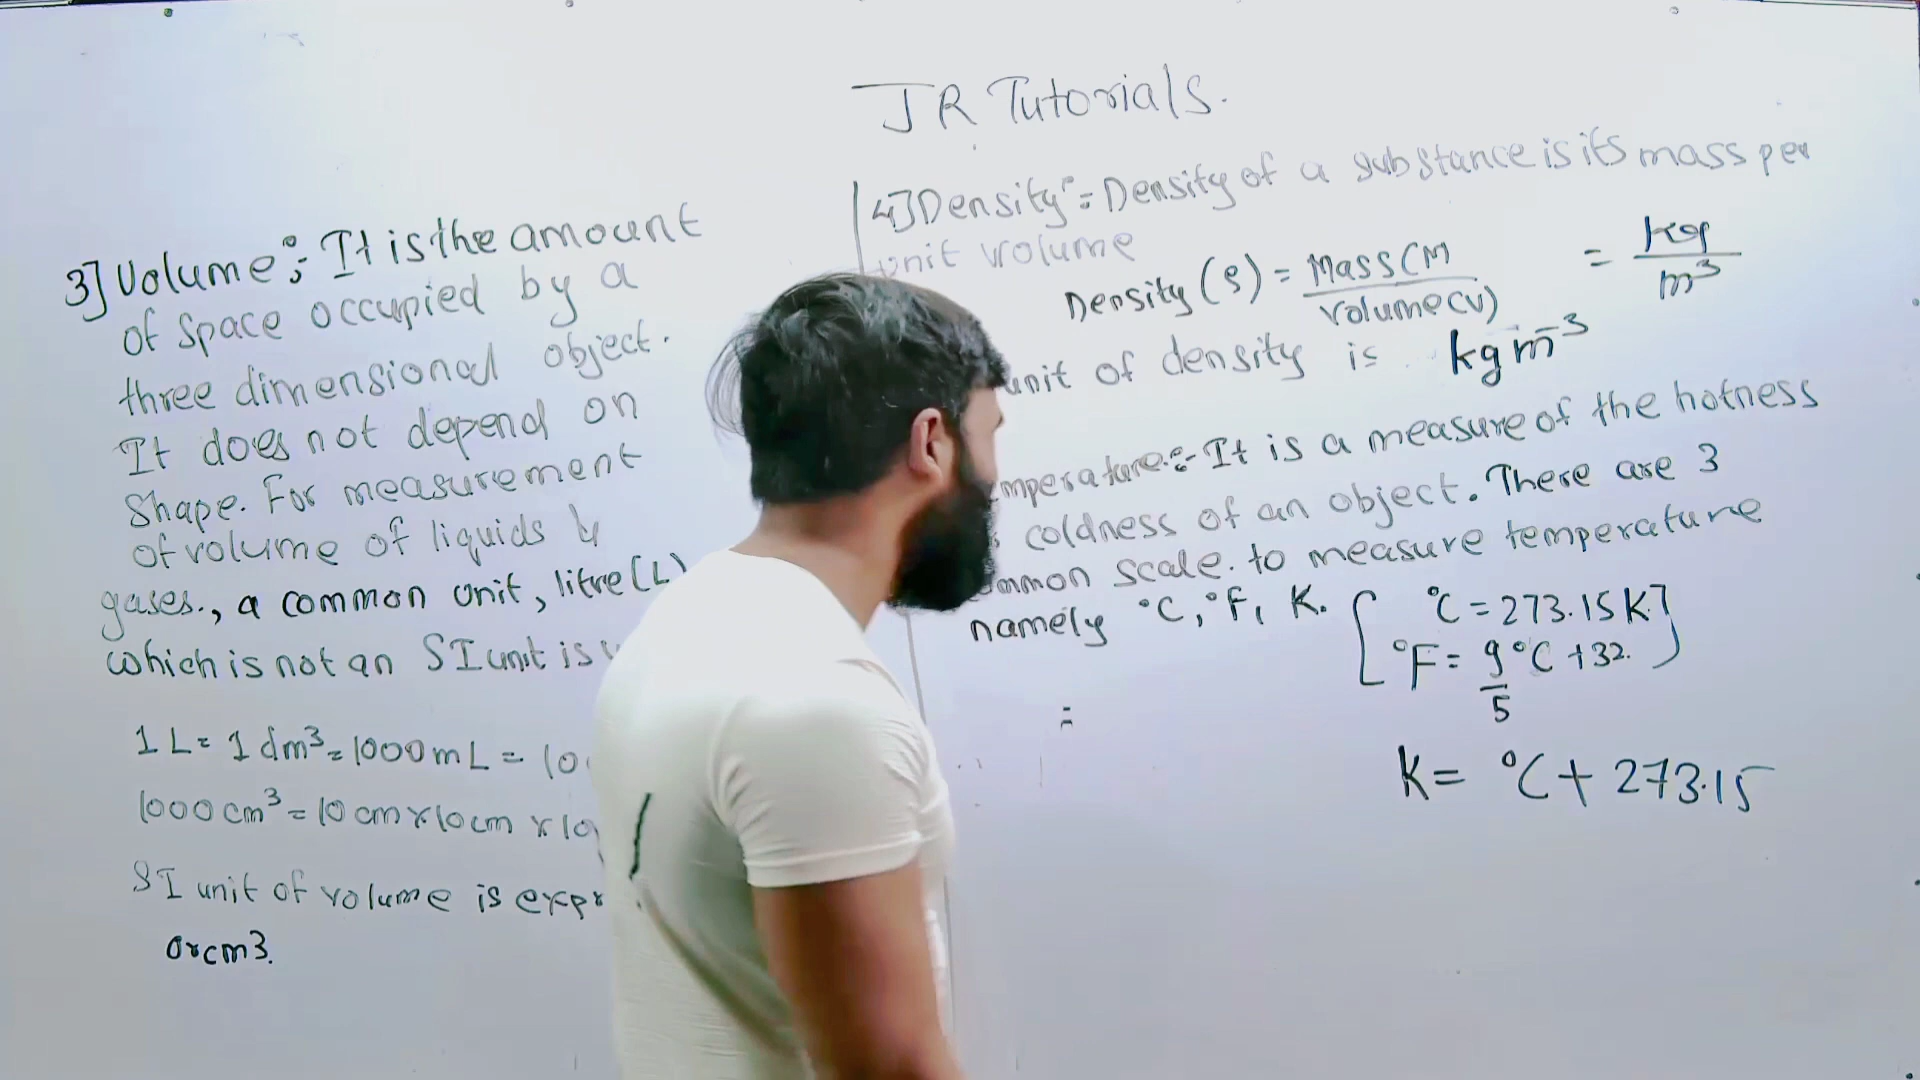 JR Tutorials.
3] Volume:- It is the amount
of space occupied by a
three dimensional object.
It does not depend on
Shape. For measurement
of volume of liquids &
gases., a common unit, litre (L)
which is not an SI unit is
1 L = 1 dm³ = 1000 mL = 10
1000 cm³ = 10 cm x 10 cm x 10
SI unit of volume is expr
or cm3.
4] Density:- Density of a substance is its mass per
unit volume
Density (ρ) = Mass (M / Volume (V) = kg / m³
unit of density is kg m⁻³
mperature:- It is a measure of the hotness
coldness of an object. There are 3
mmon scale. to measure temperature
namely °C, °F, K. [ °C = 273.15 K ]
[ °F = 9/5 °C + 32. ]
=
K = °C + 273.15